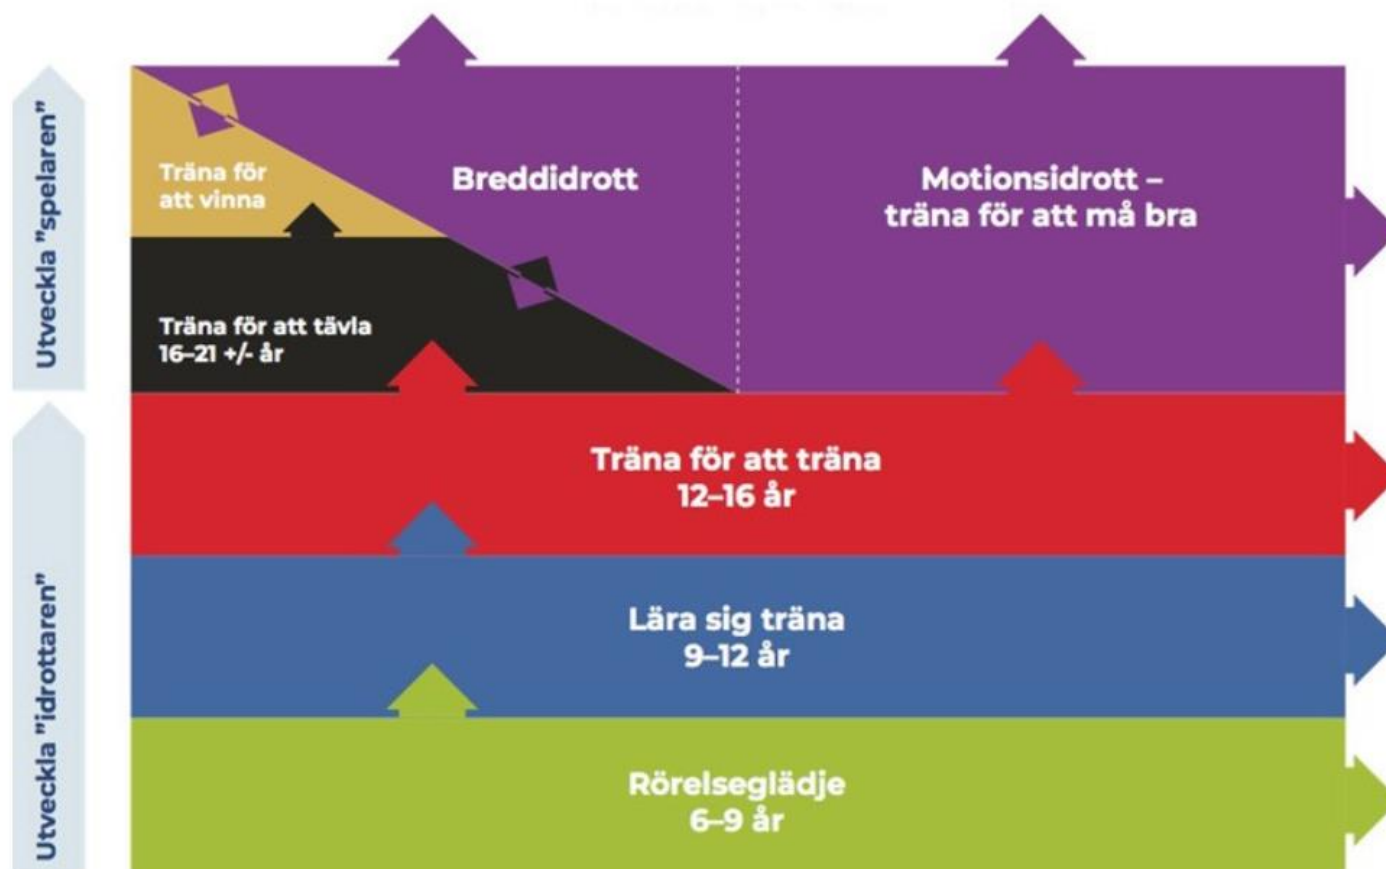 Utveckla "spelaren"
Träna för
att vinna
Breddidrott
Motionsidrott –
träna för att må bra
Träna för att tävla
16–21 +/- år
Utveckla "idrottaren"
Träna för att träna
12–16 år
Lära sig träna
9–12 år
Rörelseglädje
6–9 år